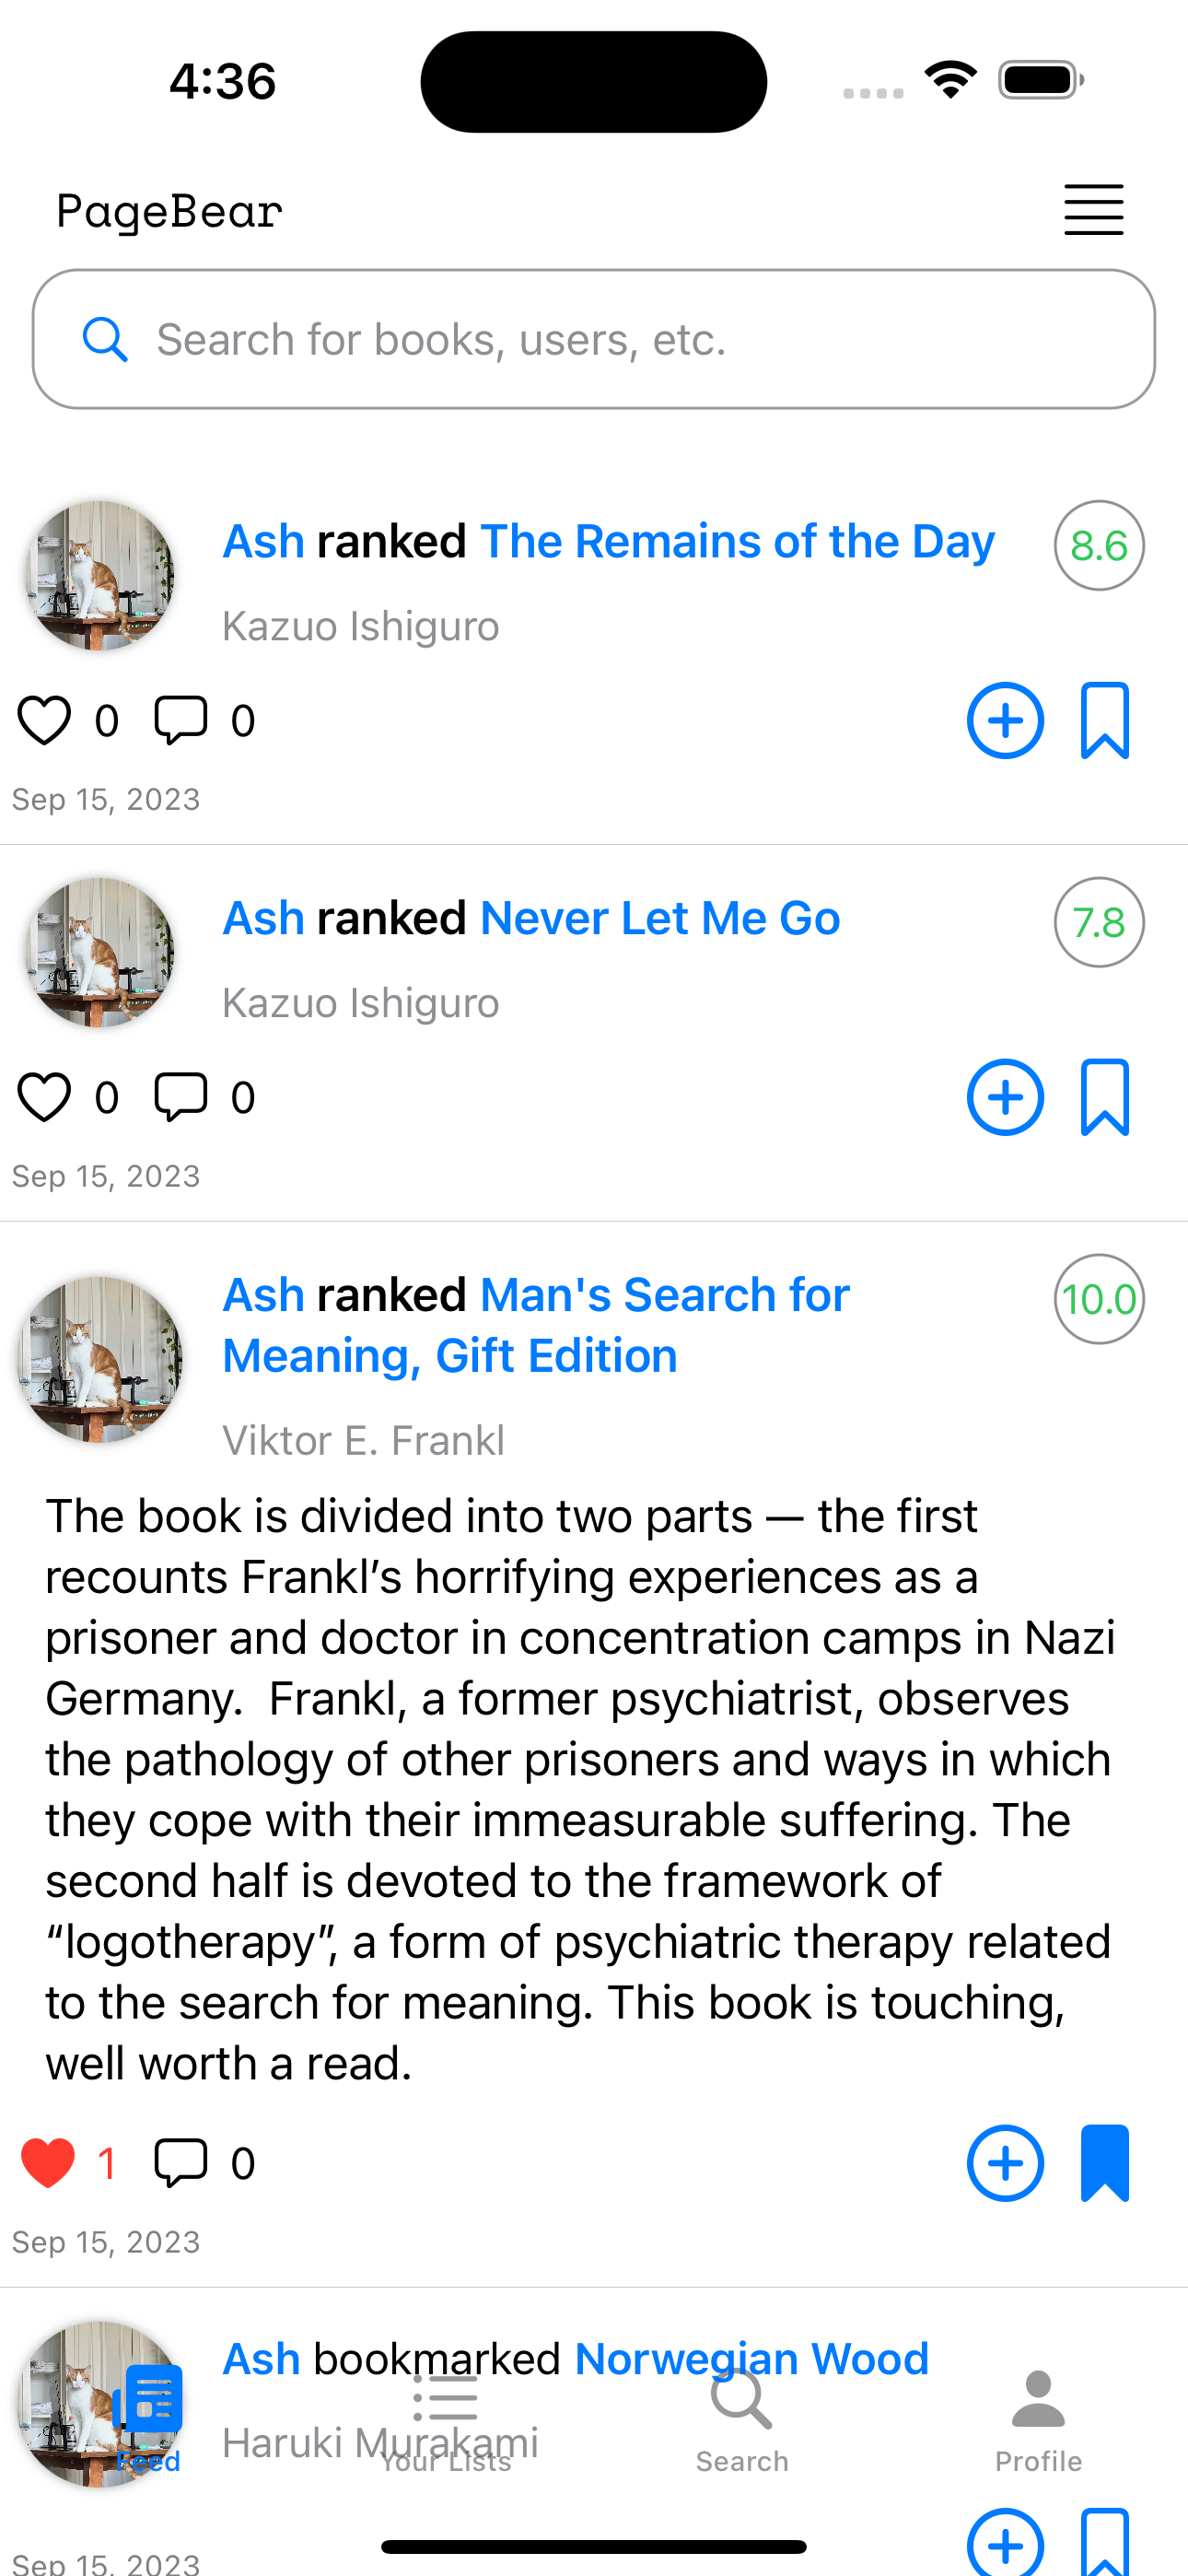 4:36
PageBear
Search for books, users, etc.
Ash ranked The Remains of the Day
8.6
Kazuo Ishiguro
0 0
Sep 15, 2023
Ash ranked Never Let Me Go
7.8
Kazuo Ishiguro
0 0
Sep 15, 2023
Ash ranked Man's Search for
10.0
Meaning, Gift Edition
Viktor E. Frankl
The book is divided into two parts — the first
recounts Frankl’s horrifying experiences as a
prisoner and doctor in concentration camps in Nazi
Germany.  Frankl, a former psychiatrist, observes
the pathology of other prisoners and ways in which
they cope with their immeasurable suffering. The
second half is devoted to the framework of
“logotherapy”, a form of psychiatric therapy related
to the search for meaning. This book is touching,
well worth a read.
1 0
Sep 15, 2023
Ash bookmarked Norwegian Wood
Haruki Murakami
Feed Your Lists Search Profile
Sep 15, 2023